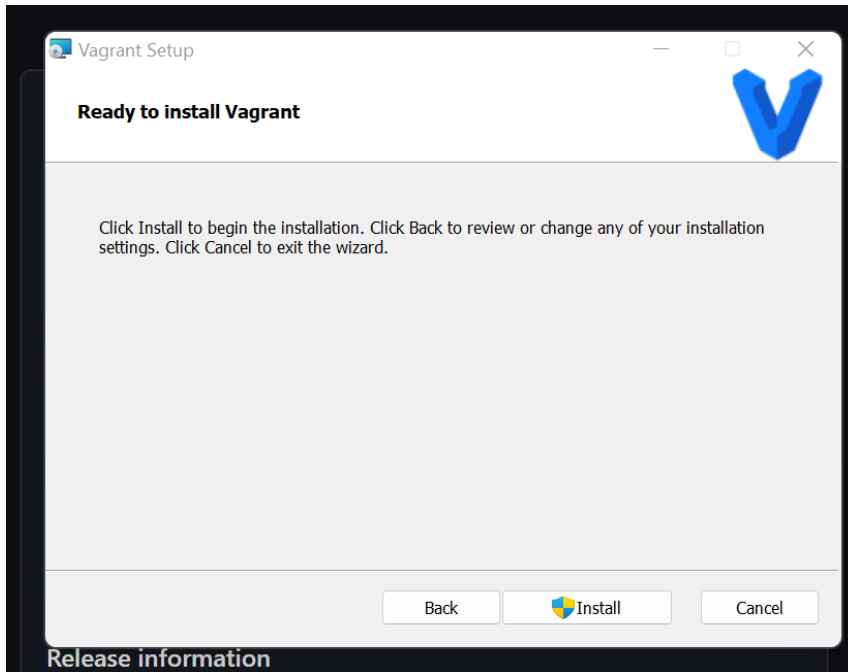 Vagrant Setup
Ready to install Vagrant
Click Install to begin the installation. Click Back to review or change any of your installation
settings. Click Cancel to exit the wizard.
Back
Install
Cancel
Release information